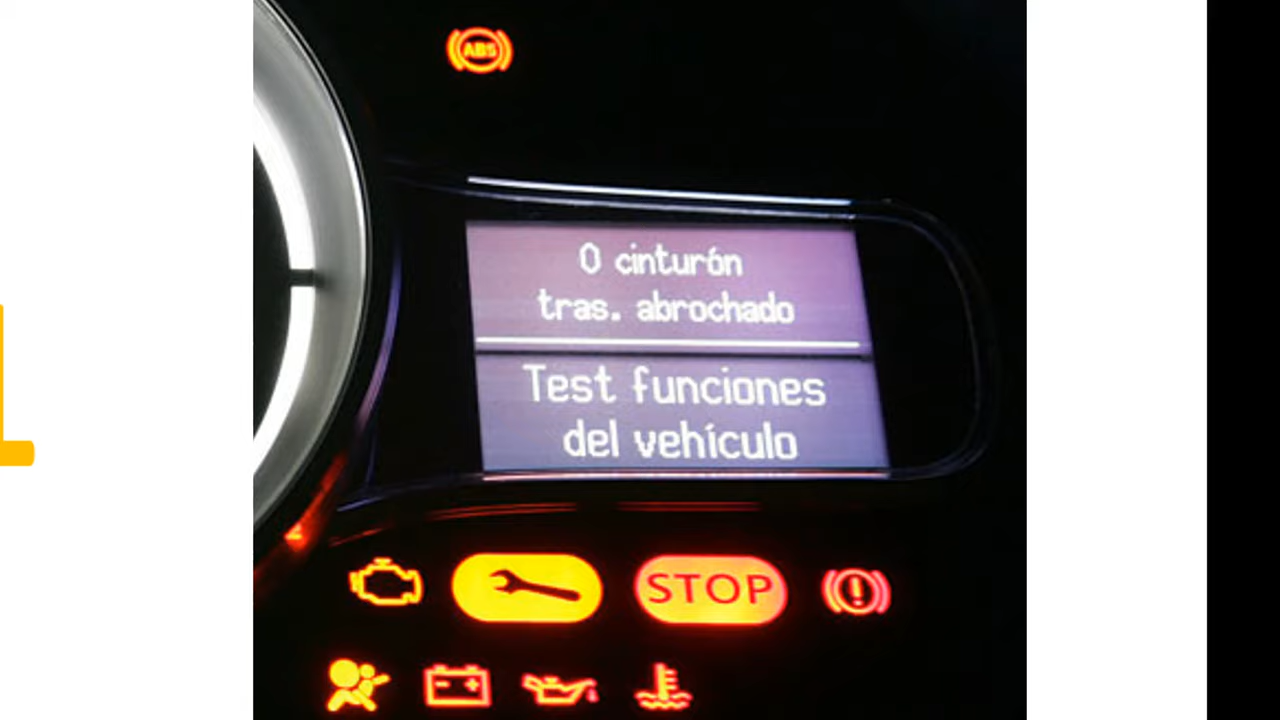 ABS
0 cinturón
tras. abrochado
Test funciones
del vehículo
STOP